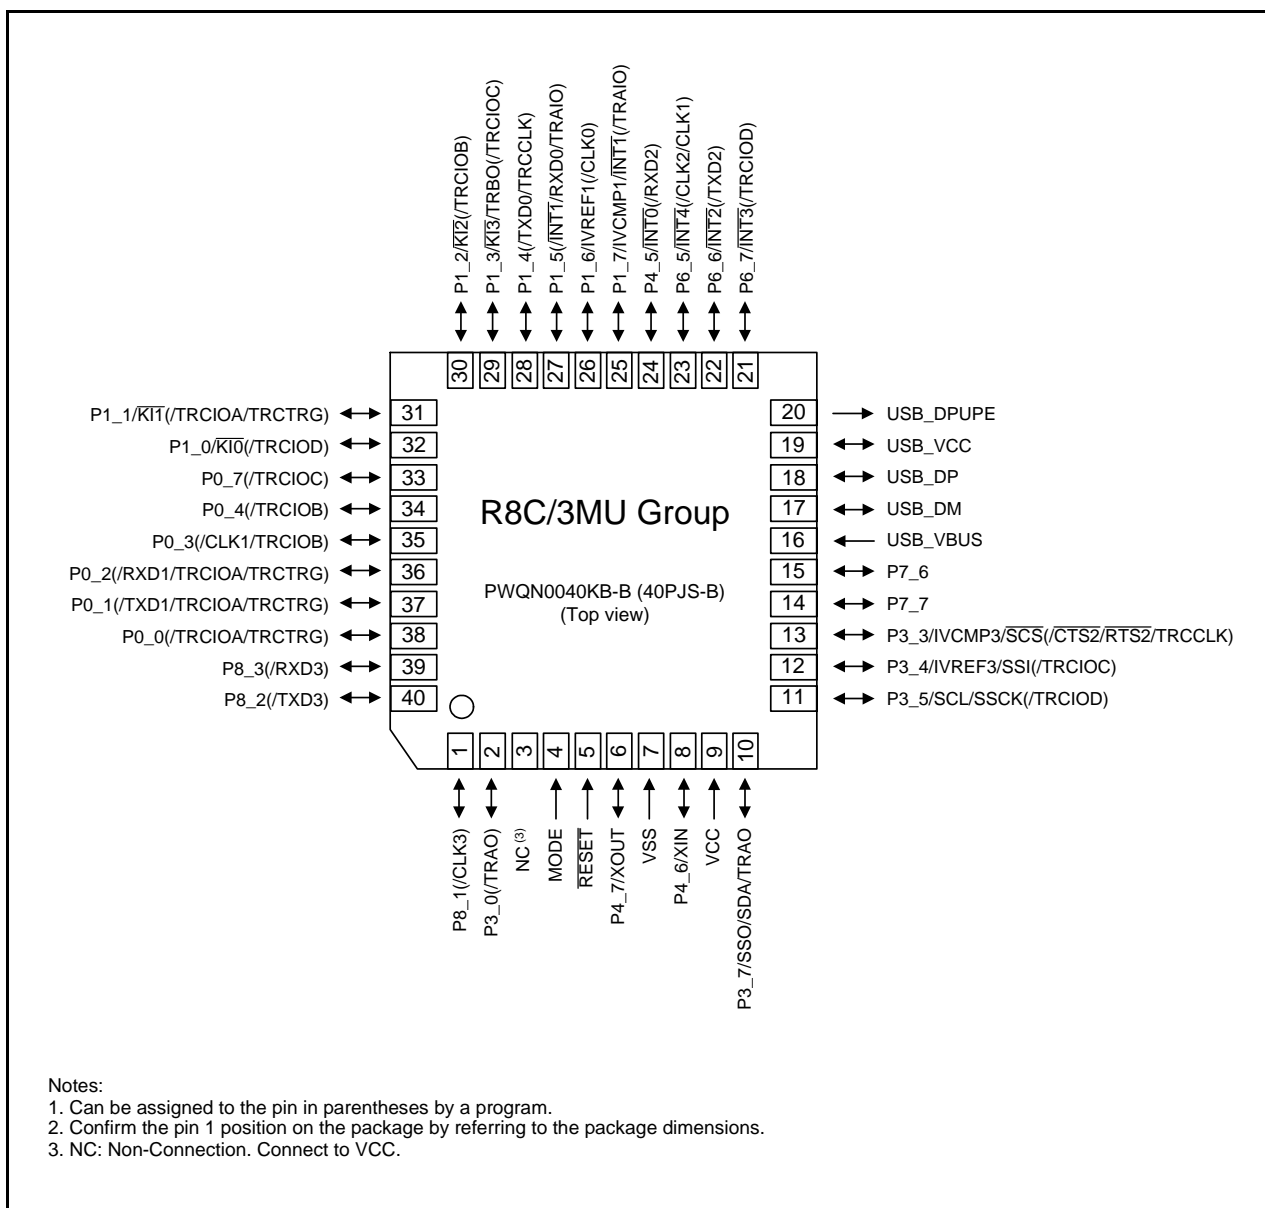 P1_2/KI2(/TRCIOB)
P1_3/KI3/TRBO(/TRCIOC)
P1_4(/TXD0/TRCCLK)
P1_5(/INT1/RXD0/TRAIO)
P1_6/IVREF1(/CLK0)
P1_7/IVCMP1/INT1(/TRAIO)
P4_5/INT0(/RXD2)
P6_5/INT4(/CLK2/CLK1)
P6_6/INT2(/TXD2)
P6_7/INT3(/TRCIOD)
30 29 28 27 26 25 24 23 22 21
P1_1/KI1(/TRCIOA/TRCTRG) 31
P1_0/KI0(/TRCIOD) 32
P0_7(/TRCIOC) 33
P0_4(/TRCIOB) 34
P0_3(/CLK1/TRCIOB) 35
P0_2(/RXD1/TRCIOA/TRCTRG) 36
P0_1(/TXD1/TRCIOA/TRCTRG) 37
P0_0(/TRCIOA/TRCTRG) 38
P8_3(/RXD3) 39
P8_2(/TXD3) 40
R8C/3MU Group
PWQN0040KB-B (40PJS-B)
(Top view)
20 USB_DPUPE
19 USB_VCC
18 USB_DP
17 USB_DM
16 USB_VBUS
15 P7_6
14 P7_7
13 P3_3/IVCMP3/SCS(/CTS2/RTS2/TRCCLK)
12 P3_4/IVREF3/SSI(/TRCIOC)
11 P3_5/SCL/SSCK(/TRCIOD)
1 2 3 4 5 6 7 8 9 10
P8_1(/CLK3)
P3_0(/TRAO)
NC (3)
MODE
RESET
P4_7/XOUT
VSS
P4_6/XIN
VCC
P3_7/SSO/SDA/TRAO
Notes:
1. Can be assigned to the pin in parentheses by a program.
2. Confirm the pin 1 position on the package by referring to the package dimensions.
3. NC: Non-Connection. Connect to VCC.